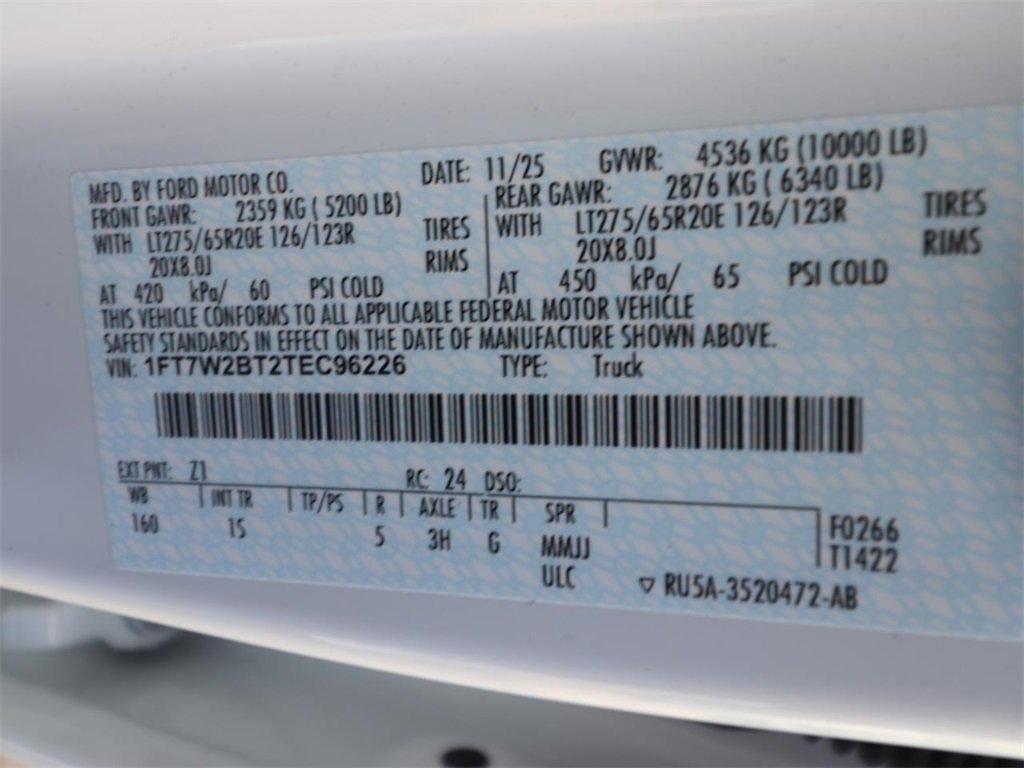 MFD. BY FORD MOTOR CO. DATE: 11/25 GVWR: 4536 KG (10000 LB)
FRONT GAWR: 2359 KG ( 5200 LB) REAR GAWR: 2876 KG ( 6340 LB)
WITH LT275/65R20E 126/123R TIRES WITH LT275/65R20E 126/123R TIRES
20X8.0J RIMS 20X8.0J RIMS
AT 420 kPa/ 60 PSI COLD AT 450 kPa/ 65 PSI COLD
THIS VEHICLE CONFORMS TO ALL APPLICABLE FEDERAL MOTOR VEHICLE
SAFETY STANDARDS IN EFFECT ON THE DATE OF MANUFACTURE SHOWN ABOVE.
VIN: 1FT7W2BT2TEC96226 TYPE: Truck
EXT PNT: Z1 RC: 24 DSO:
WB INT TR TP/PS R AXLE TR SPR F0266
160 1S 5 3H G MMJJ T1422
ULC ▽ RU5A-3520472-AB